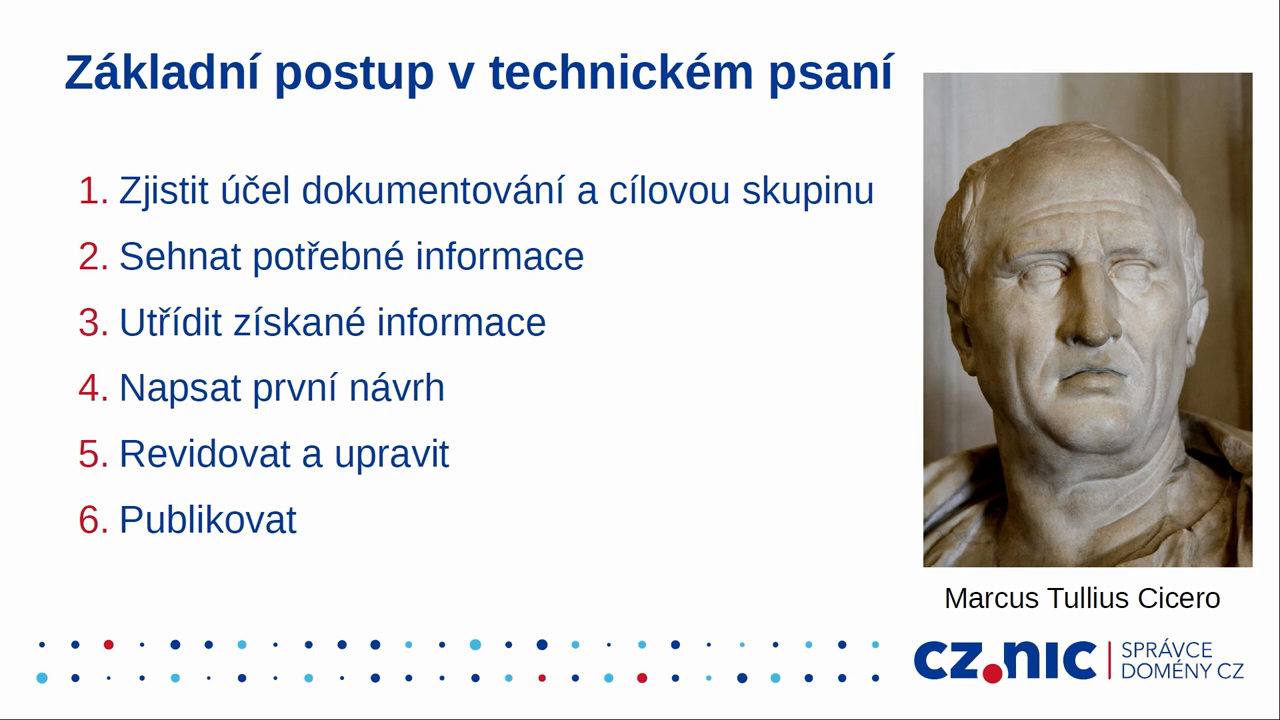 Základní postup v technickém psaní
1. Zjistit účel dokumentování a cílovou skupinu
2. Sehnat potřebné informace
3. Utřídit získané informace
4. Napsat první návrh
5. Revidovat a upravit
6. Publikovat
Marcus Tullius Cicero
CZ.NIC | SPRÁVCE
DOMÉNY CZ